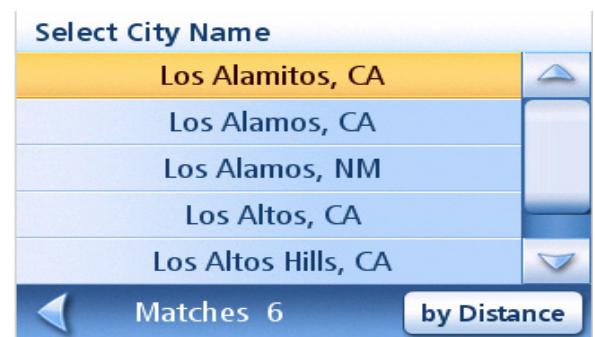 Select City Name
Los Alamitos, CA
Los Alamos, CA
Los Alamos, NM
Los Altos, CA
Los Altos Hills, CA
Matches 6
by Distance